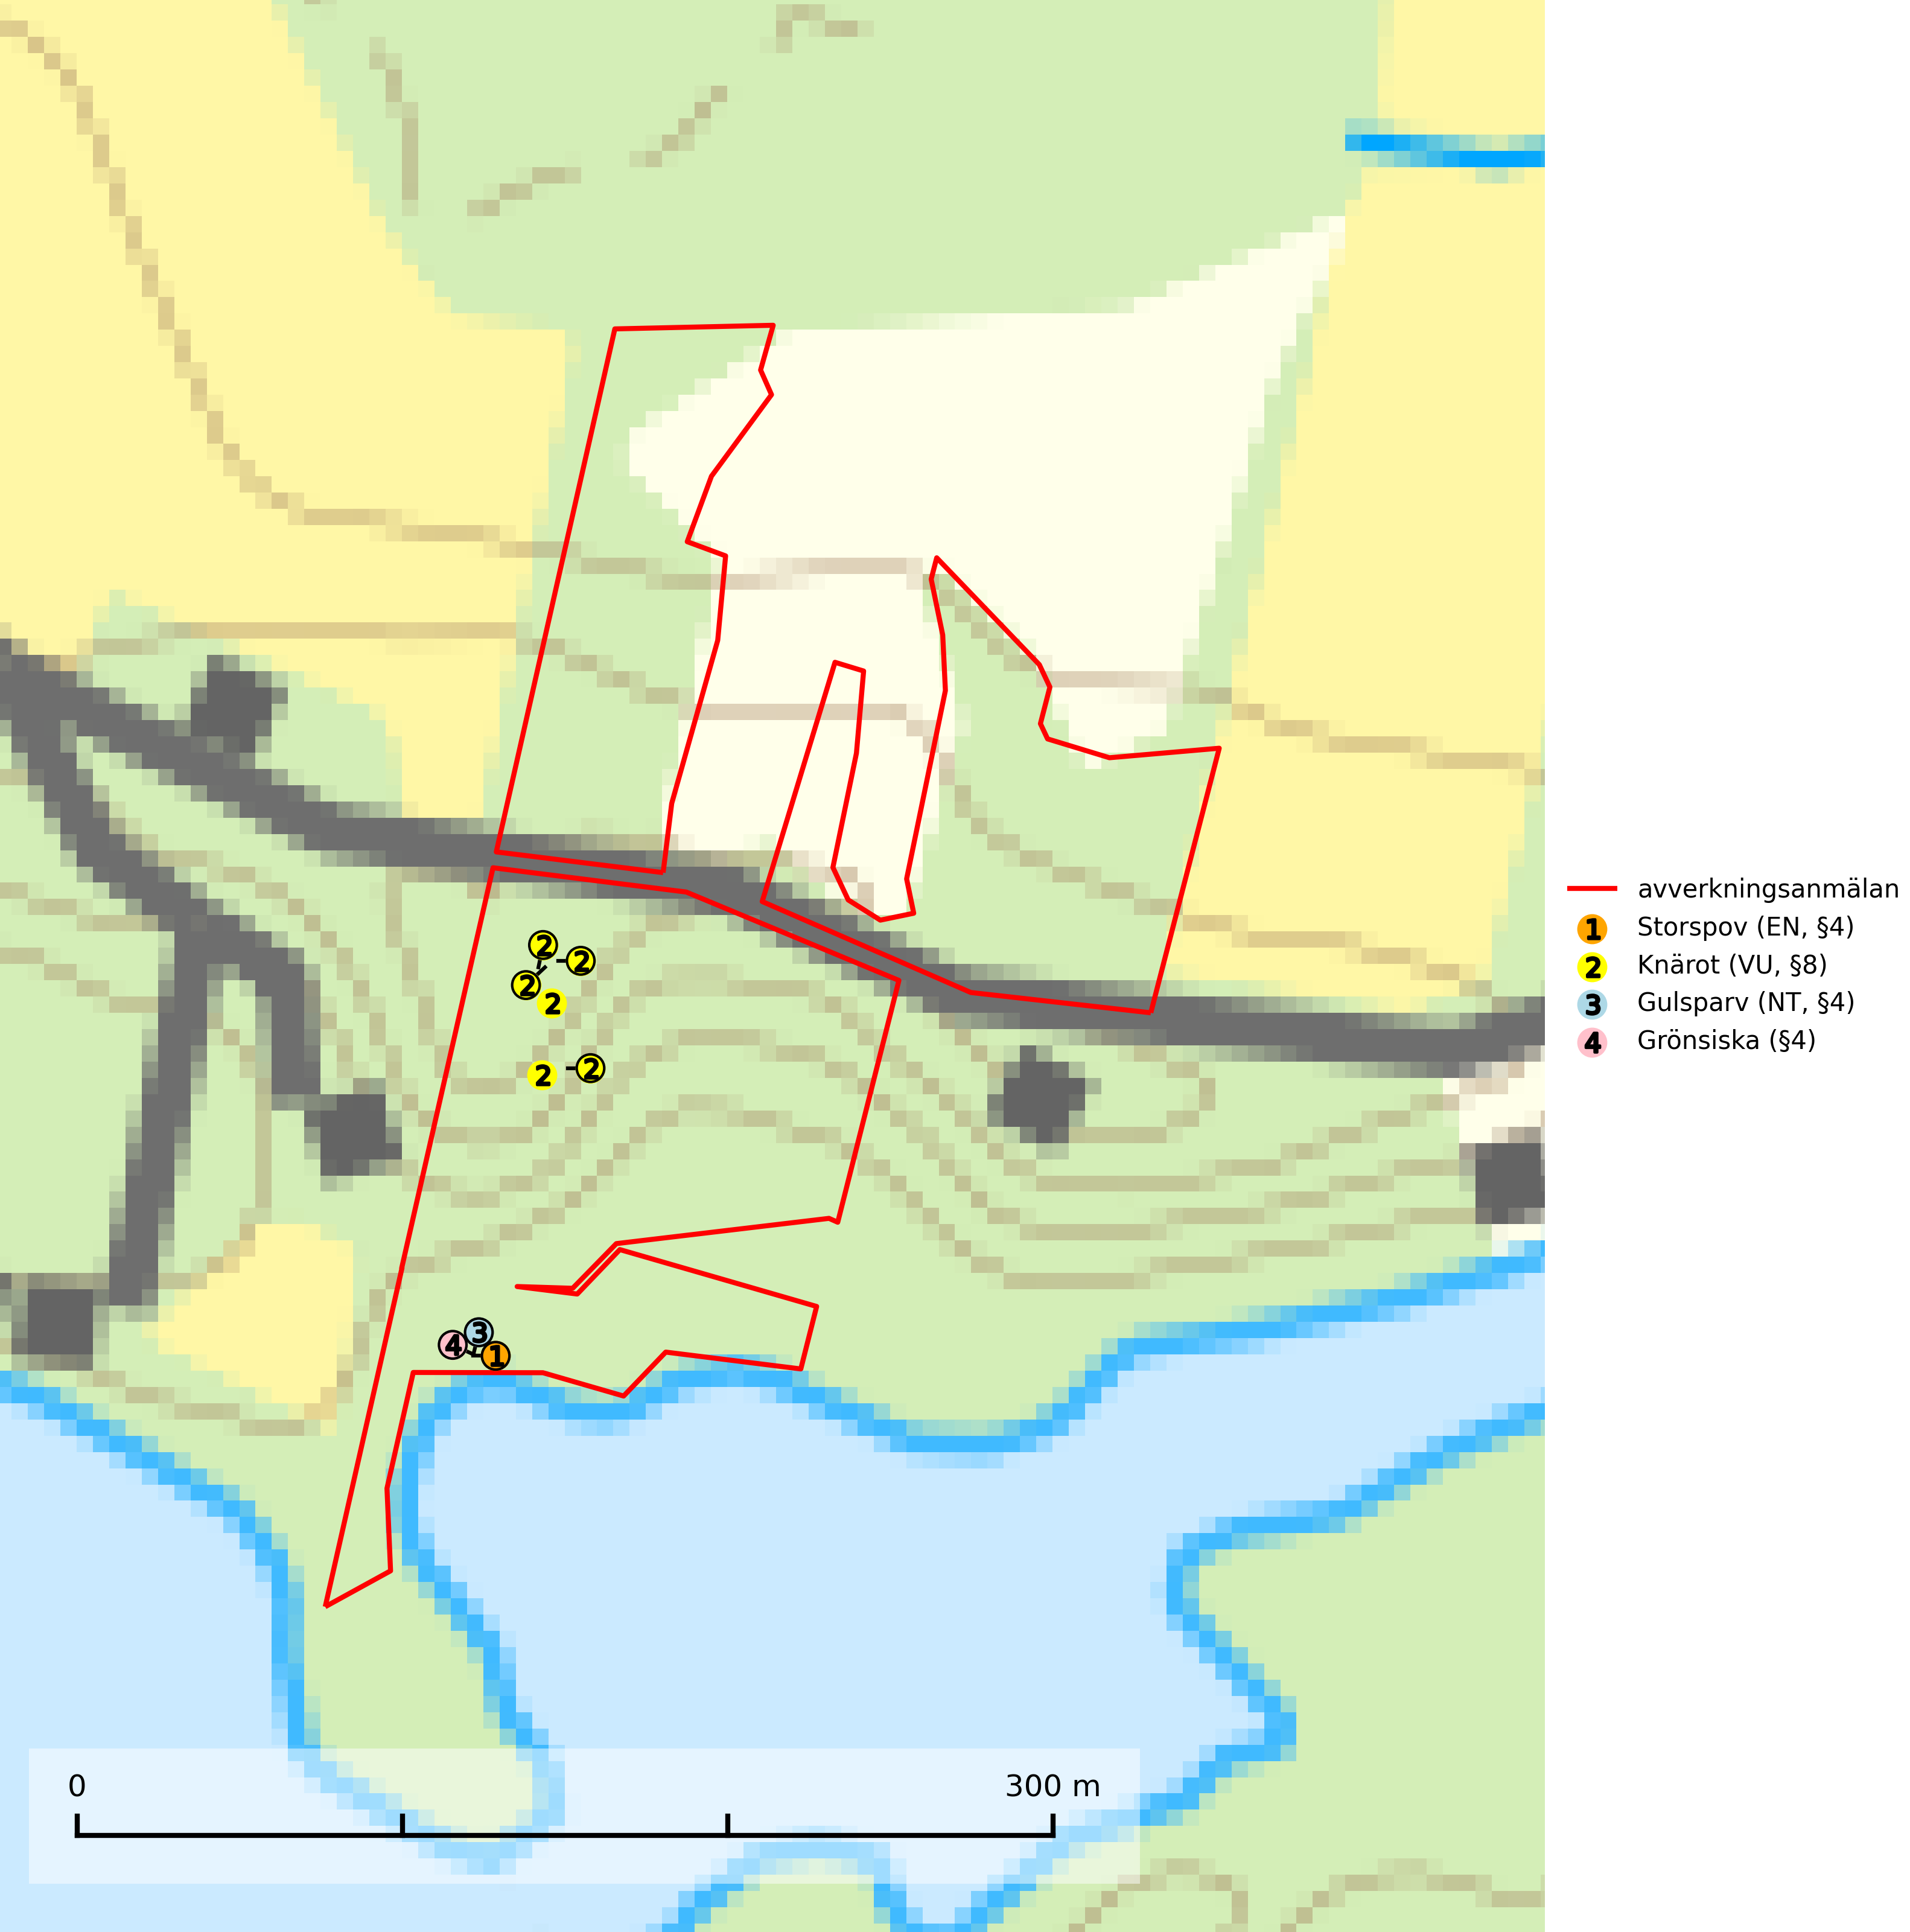 2
2
2
2
2
2
3
4
1
avverkningsanmälan
1 Storspov (EN, §4)
2 Knärot (VU, §8)
3 Gulsparv (NT, §4)
4 Grönsiska (§4)
0 300 m